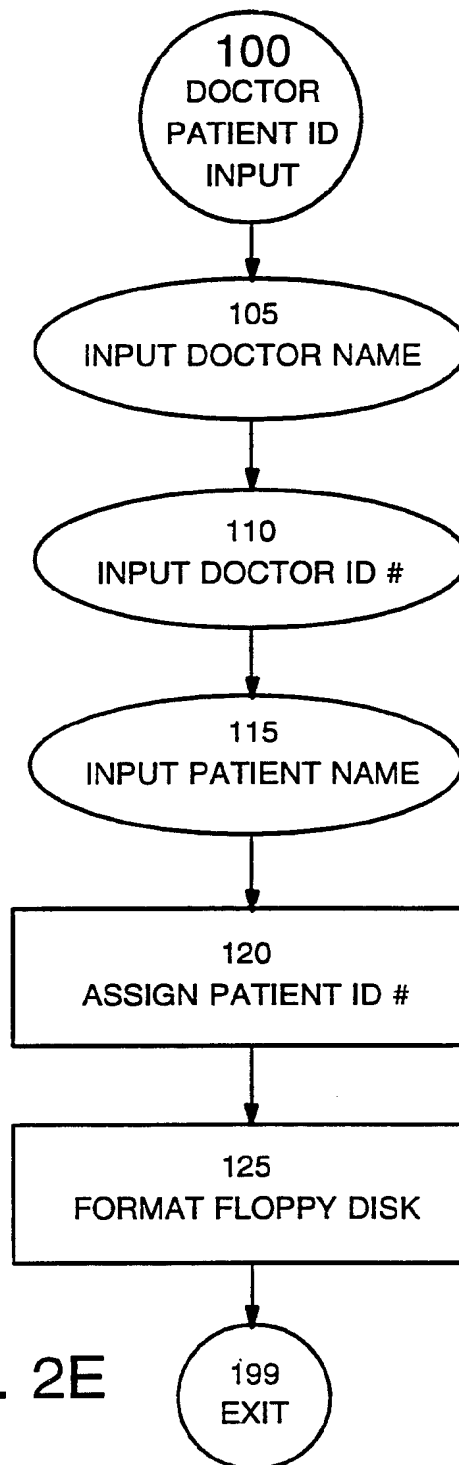 100
DOCTOR
PATIENT ID
INPUT
105
INPUT DOCTOR NAME
110
INPUT DOCTOR ID #
115
INPUT PATIENT NAME
120
ASSIGN PATIENT ID #
125
FORMAT FLOPPY DISK
199
EXIT
. 2E